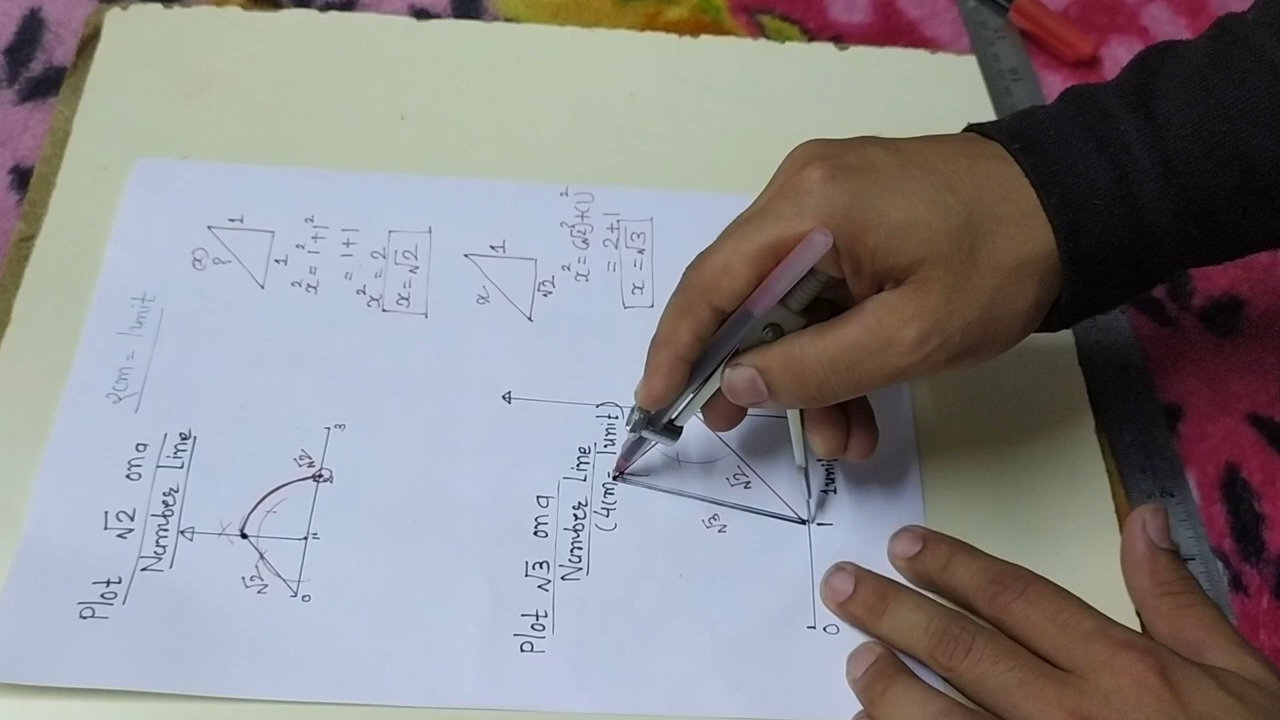 Plot √2 on a
Number Line
2cm = 1unit
√2
0
1
√2
3
(x)
?
1
1
x² = 1² + 1²
= 1 + 1
x² = 2
x = √2
Plot √3 on a
Number Line
(4cm = 1unit)
√3
√2
0
1
1unit
x
1
√2
x² = (√2)² + (1)²
= 2 + 1
x = √3